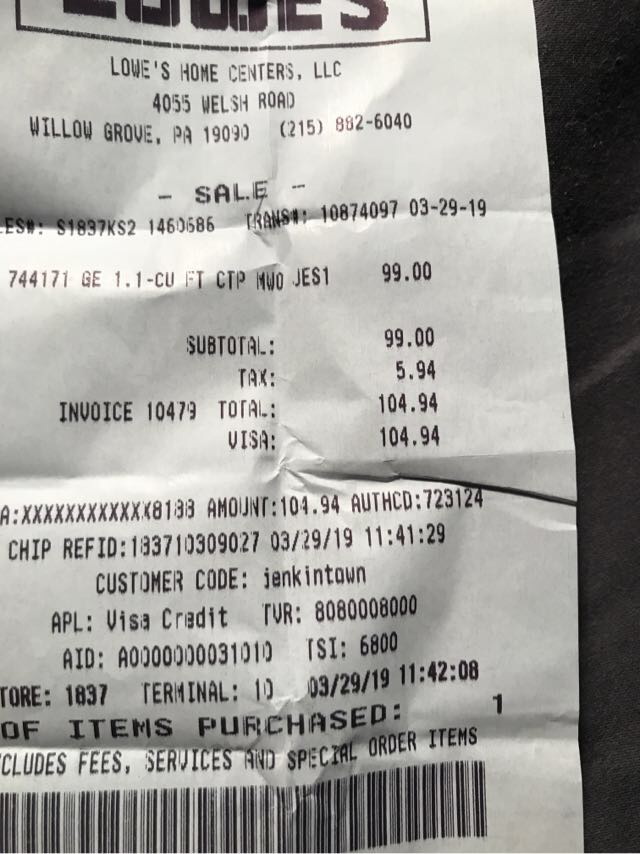 LOWE'S
LOWE'S HOME CENTERS, LLC
4055 WELSH ROAD
WILLOW GROVE, PA 19090 (215) 882-6040
- SALE -
ES#: S1837KS2 1460686 TRANS#: 10874097 03-29-19
744171 GE 1.1-CU FT CTP MWO JES1 99.00
SUBTOTAL: 99.00
TAX: 5.94
INVOICE 10479 TOTAL: 104.94
VISA: 104.94
A:XXXXXXXXXXXX8188 AMOUNT:104.94 AUTHCD:723124
CHIP REFID:183710309027 03/29/19 11:41:29
CUSTOMER CODE: jenkintown
APL: Visa Credit TVR: 8080008000
AID: A0000000031010 TSI: 6800
TORE: 1837 TERMINAL: 10 03/29/19 11:42:08
OF ITEMS PURCHASED: 1
CLUDES FEES, SERVICES AND SPECIAL ORDER ITEMS